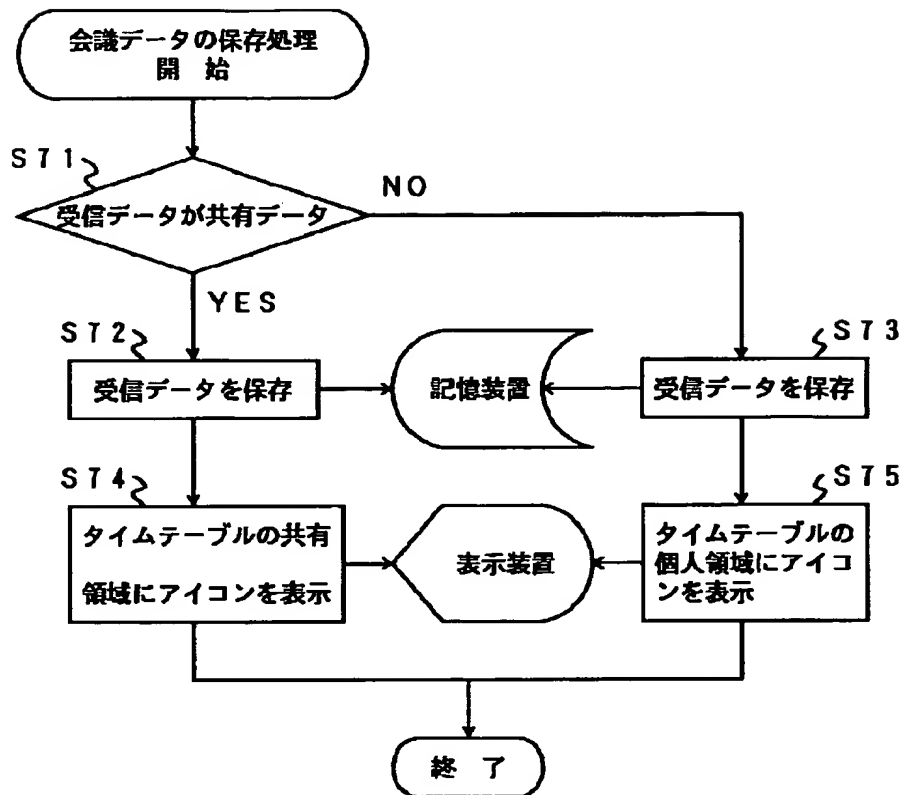 会議データの保存処理
開 始
S71
受信データが共有データ
NO
YES
S72
受信データを保存
記憶装置
S73
受信データを保存
S74
タイムテーブルの共有
領域にアイコンを表示
表示装置
S75
タイムテーブルの
個人領域にアイコ
ンを表示
終 了